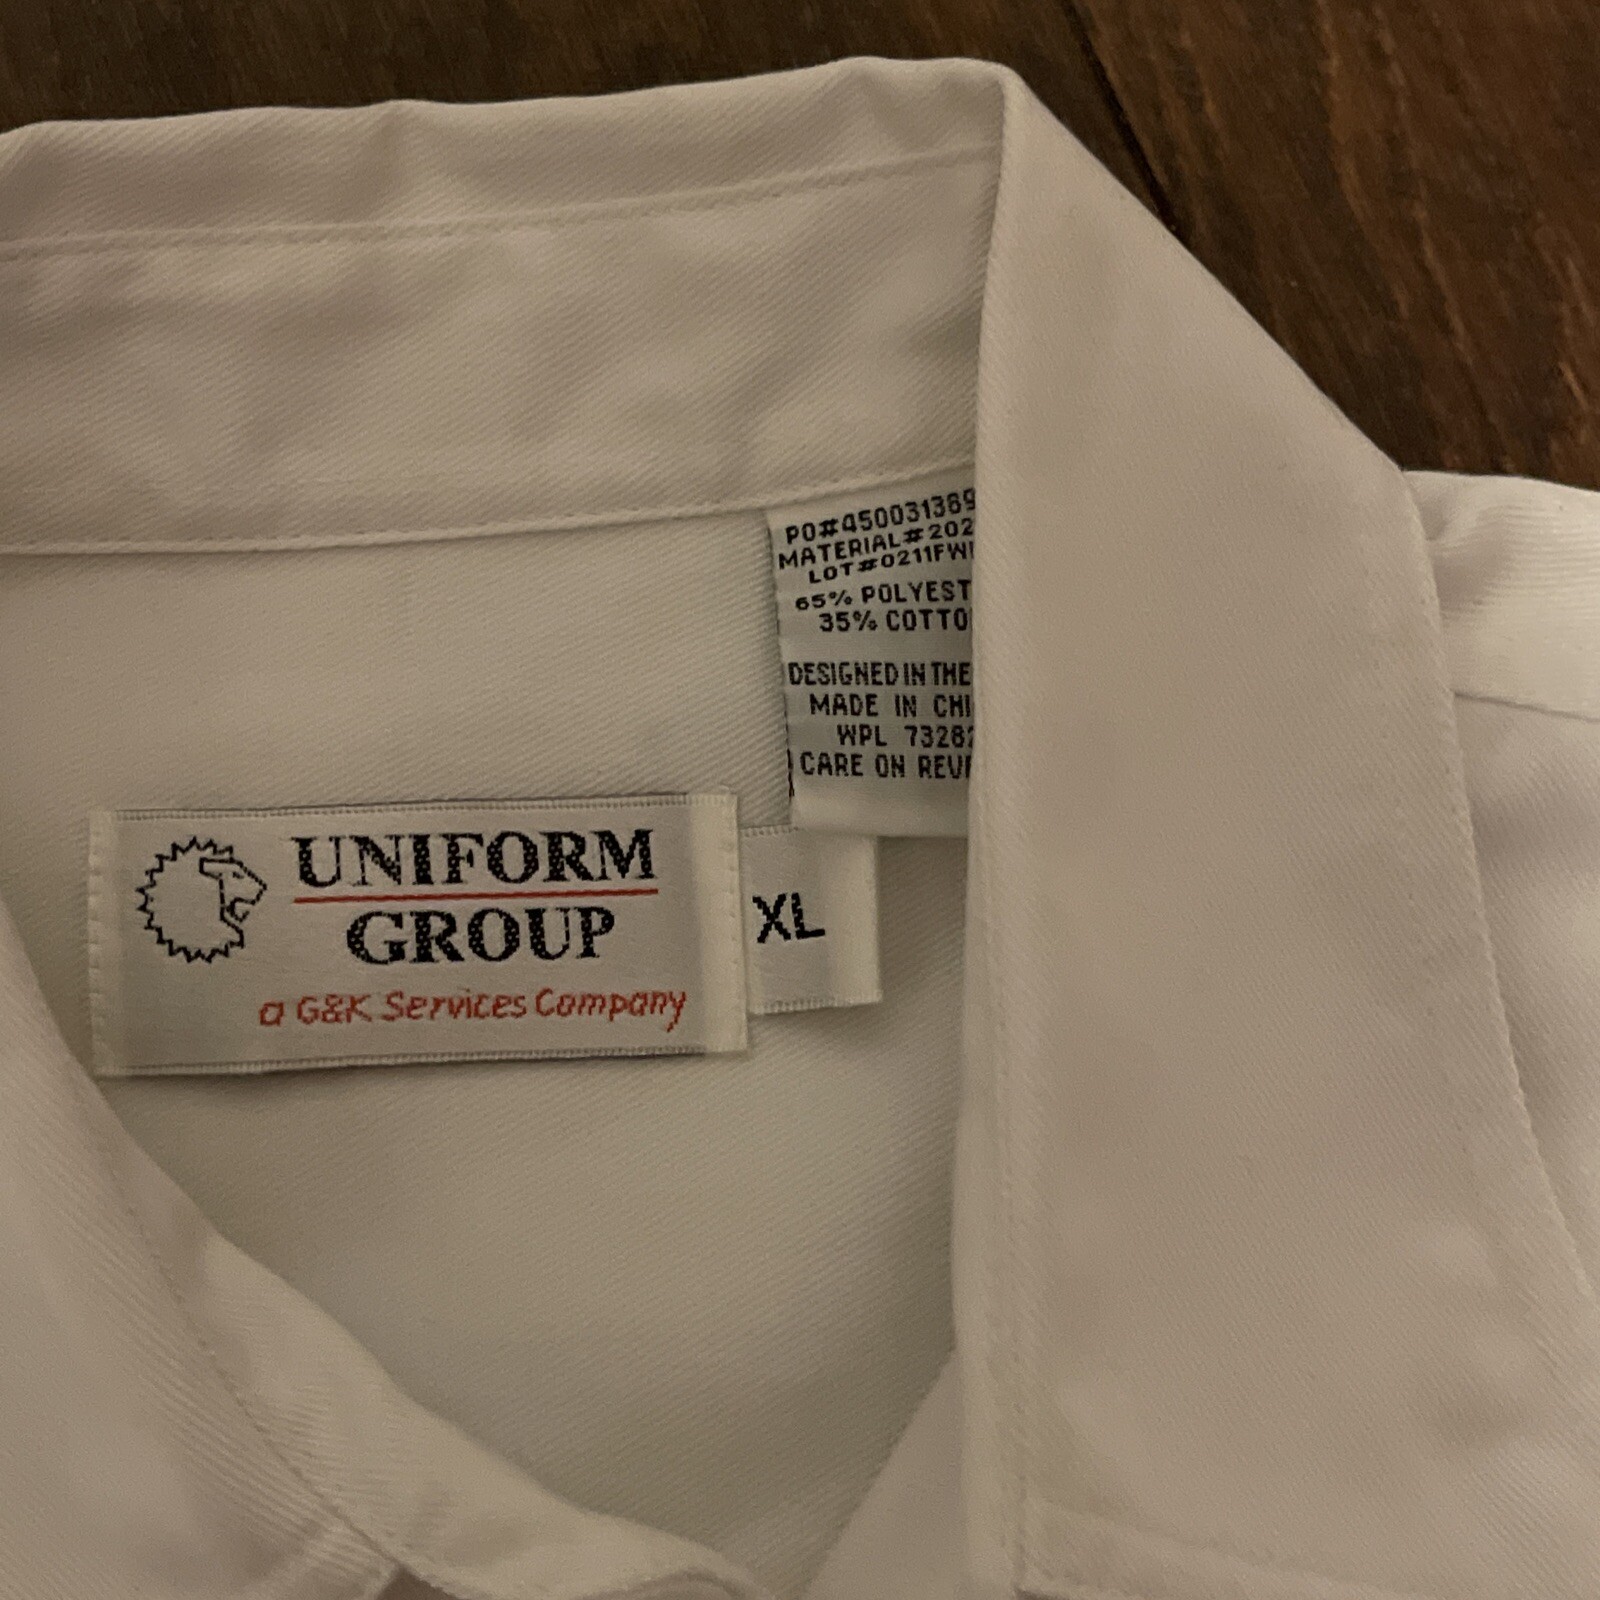 PO#450031389
MATERIAL#202
LOT#0211FW
65% POLYEST
35% COTTO
DESIGNED IN THE
MADE IN CHI
WPL 7328
CARE ON REV
UNIFORM
GROUP
a G&K Services Company
XL